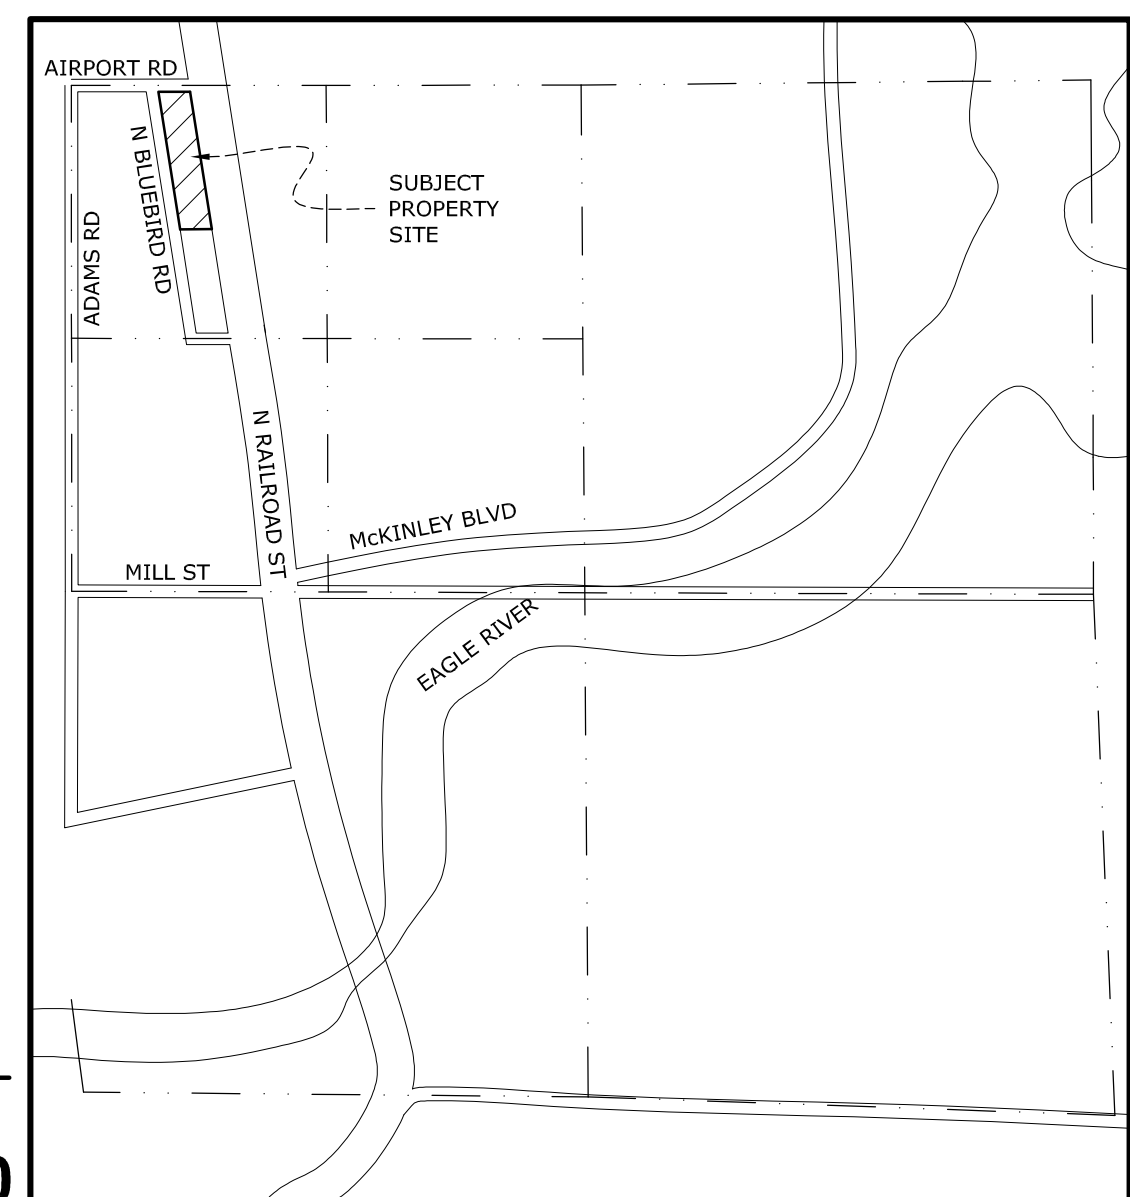 AIRPORT RD
N BLUEBIRD RD
SUBJECT
PROPERTY
SITE
ADAMS RD
N RAILROAD ST
McKINLEY BLVD
MILL ST
EAGLE RIVER